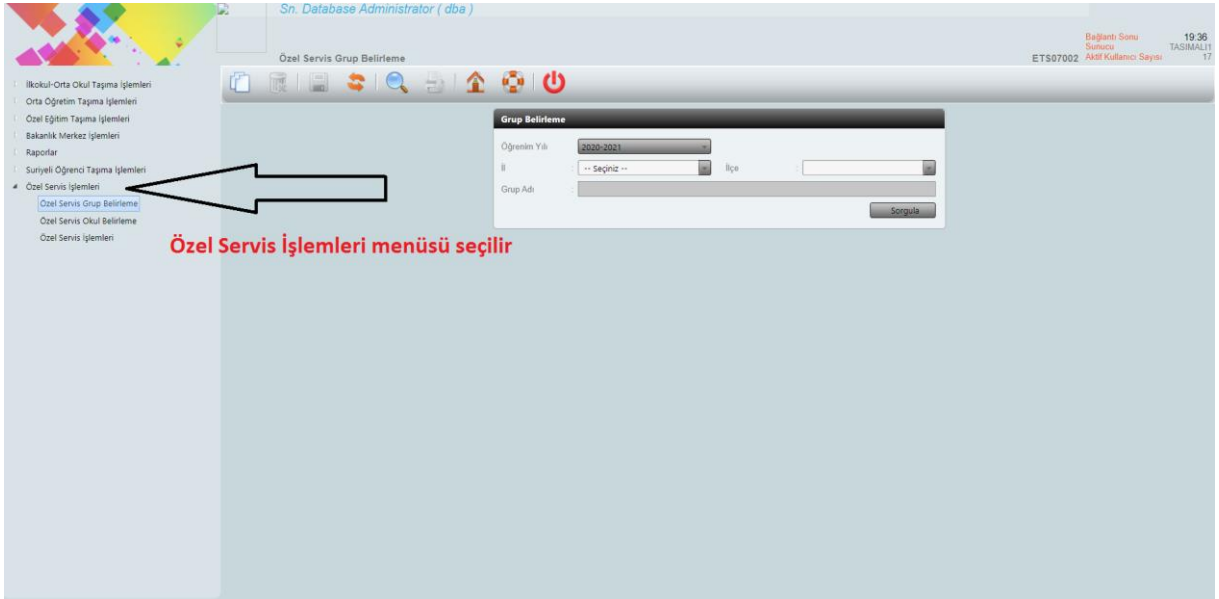 Sn. Database Administrator ( dba )
Bağlantı Sonu 19:36
Sunucu TASIMALI1
Özel Servis Grup Belirleme ETS07002 Aktif Kullanıcı Sayısı 17
İlkokul-Orta Okul Taşıma İşlemleri
Orta Öğretim Taşıma İşlemleri
Özel Eğitim Taşıma İşlemleri
Bakanlık Merkez İşlemleri
Raporlar
Suriyeli Öğrenci Taşıma İşlemleri
Özel Servis İşlemleri
Özel Servis Grup Belirleme
Özel Servis Okul Belirleme
Özel Servis İşlemleri
Grup Belirleme
Öğrenim Yılı : 2020-2021
İl : -- Seçiniz -- İlçe :
Grup Adı :
Sorgula
Özel Servis İşlemleri menüsü seçilir